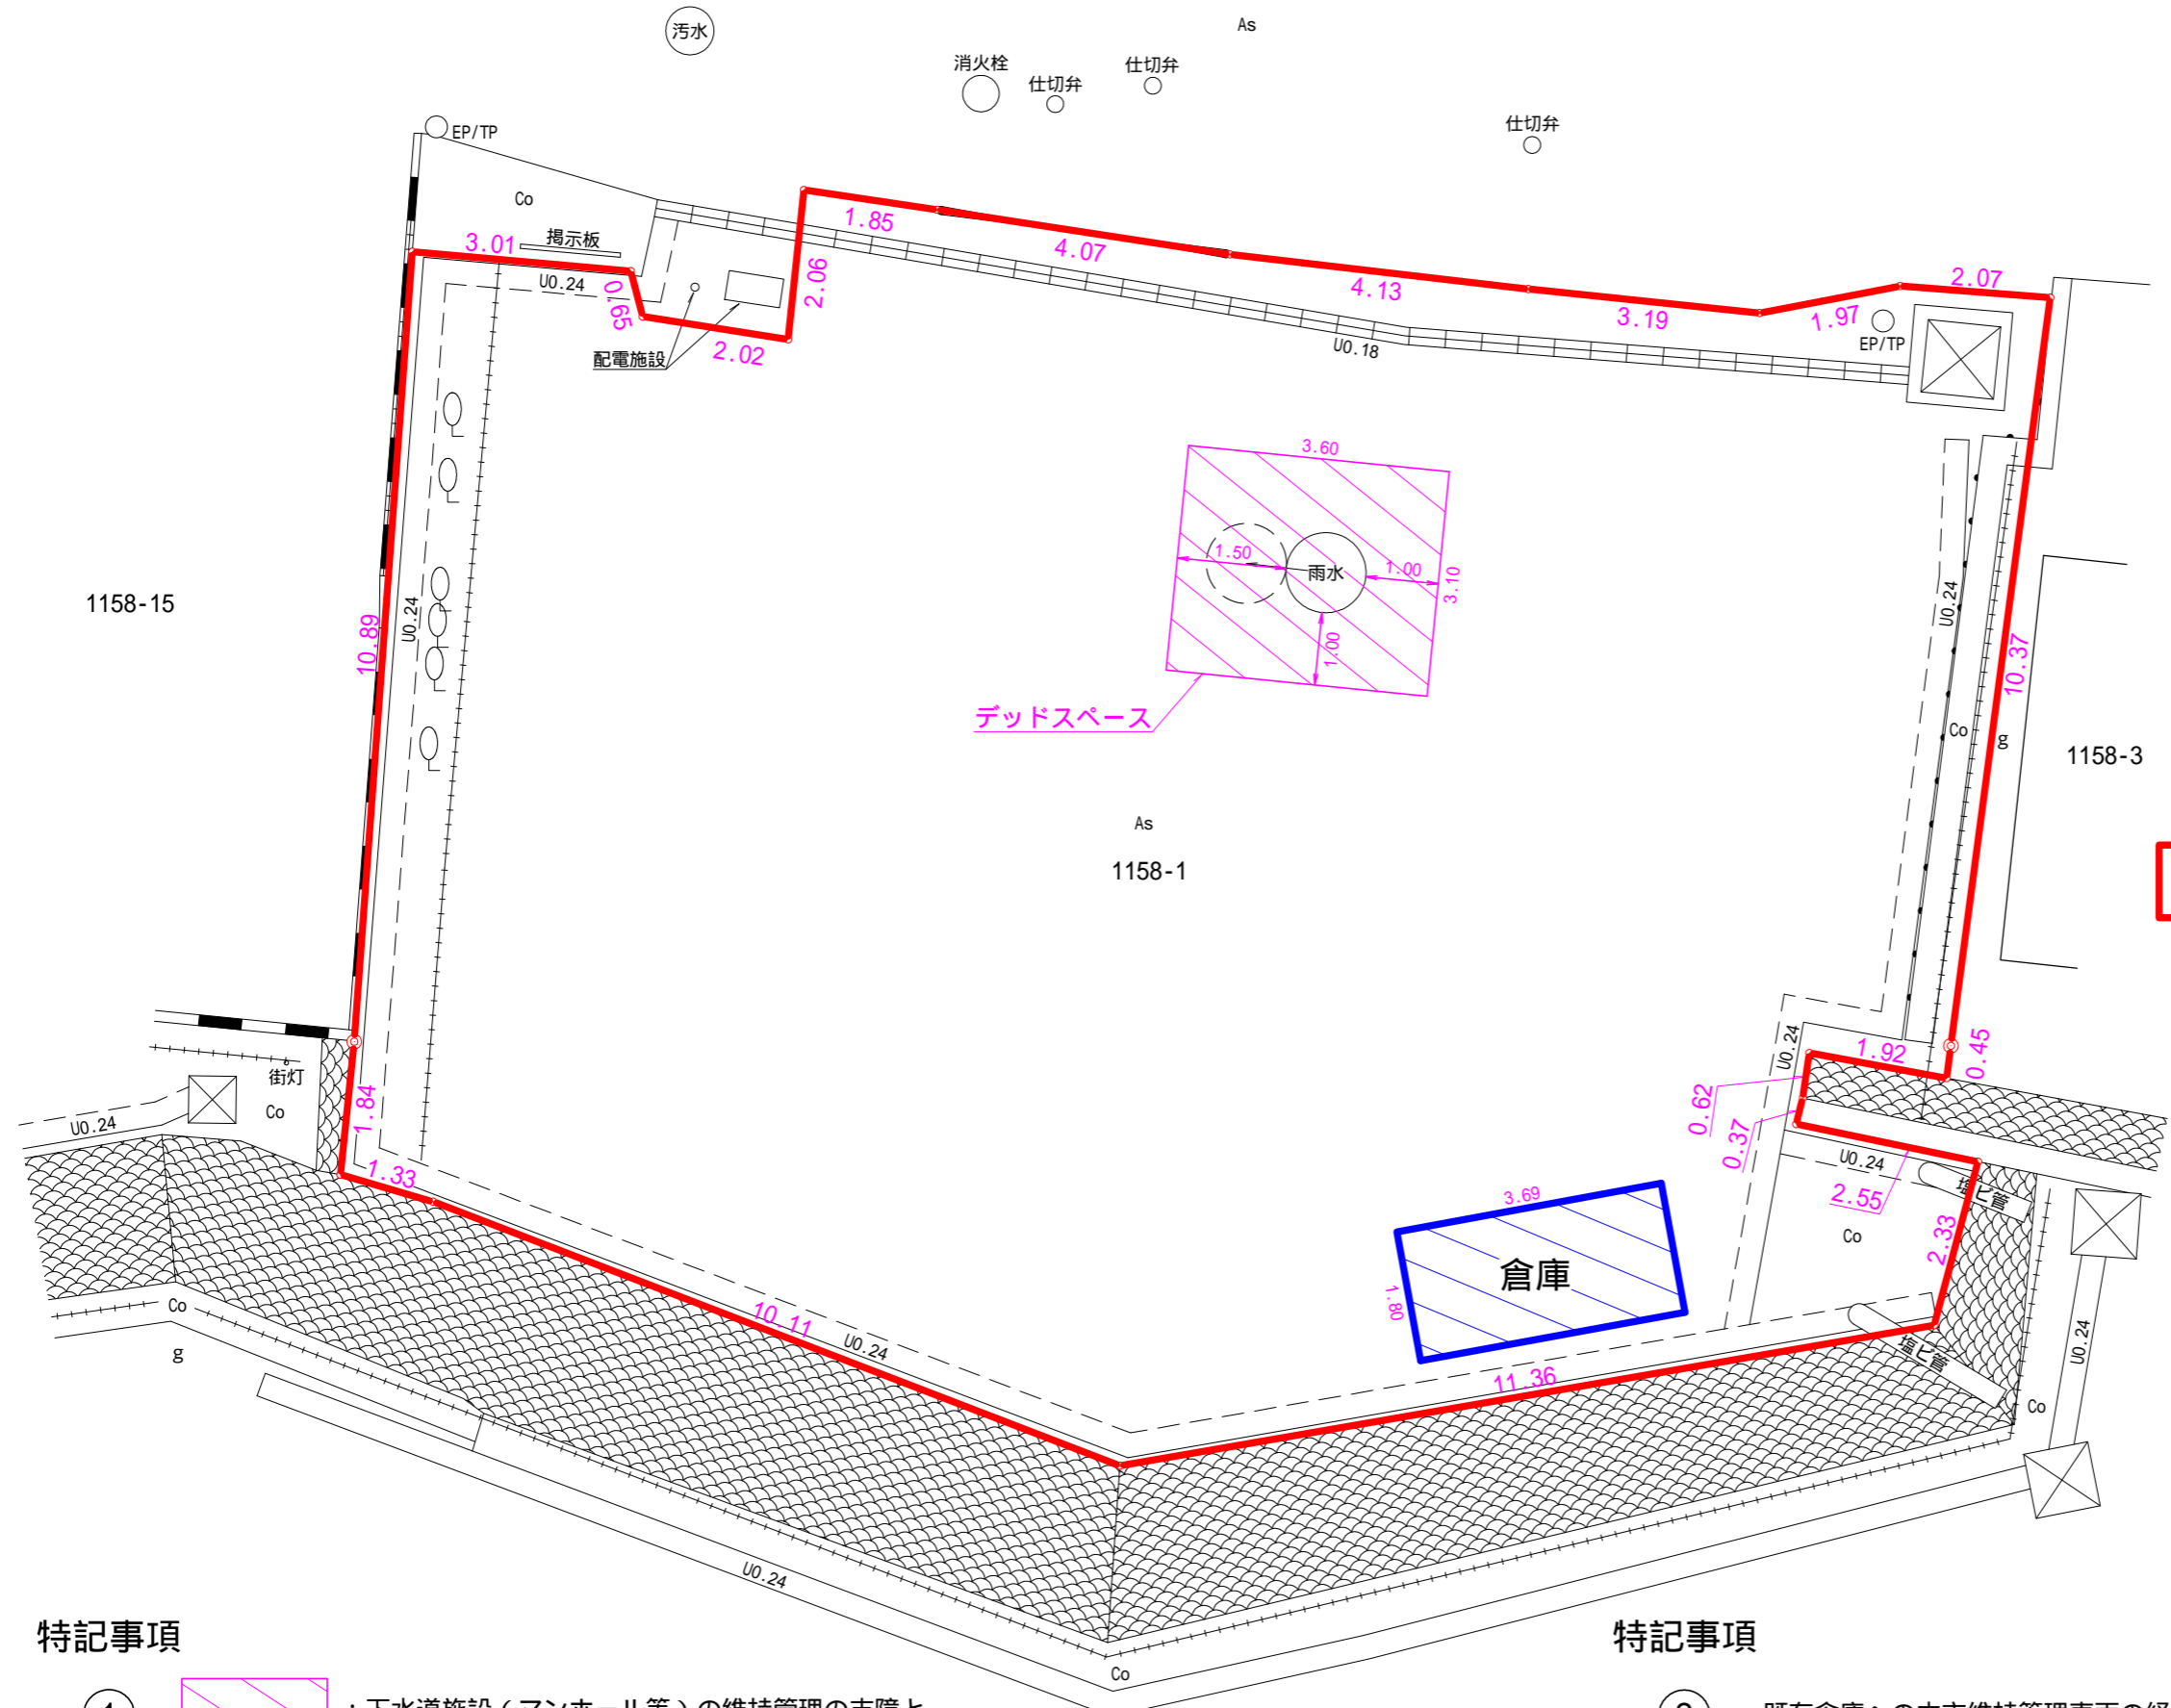 汚水
As
消火栓
仕切弁
仕切弁
仕切弁
EP/TP
Co
掲示板
3.01
U0.24
0.65
2.02
配電施設
2.06
1.85
4.07
4.13
3.19
1.97
2.07
EP/TP
U0.18
3.60
1.50
雨水
1.00
3.10
1.00
デッドスペース
1158-15
10.89
U0.24
U0.24
10.37
Co
g
1158-3
As
1158-1
街灯
Co
U0.24
1.84
1.33
U0.24
1.92
0.45
0.62
0.37
U0.24
2.55
塩ビ管
Co
2.33
3.69
倉庫
1.80
塩ビ管
U0.24
Co
10.11
U0.24
11.36
Co
g
U0.24
Co
特記事項
特記事項